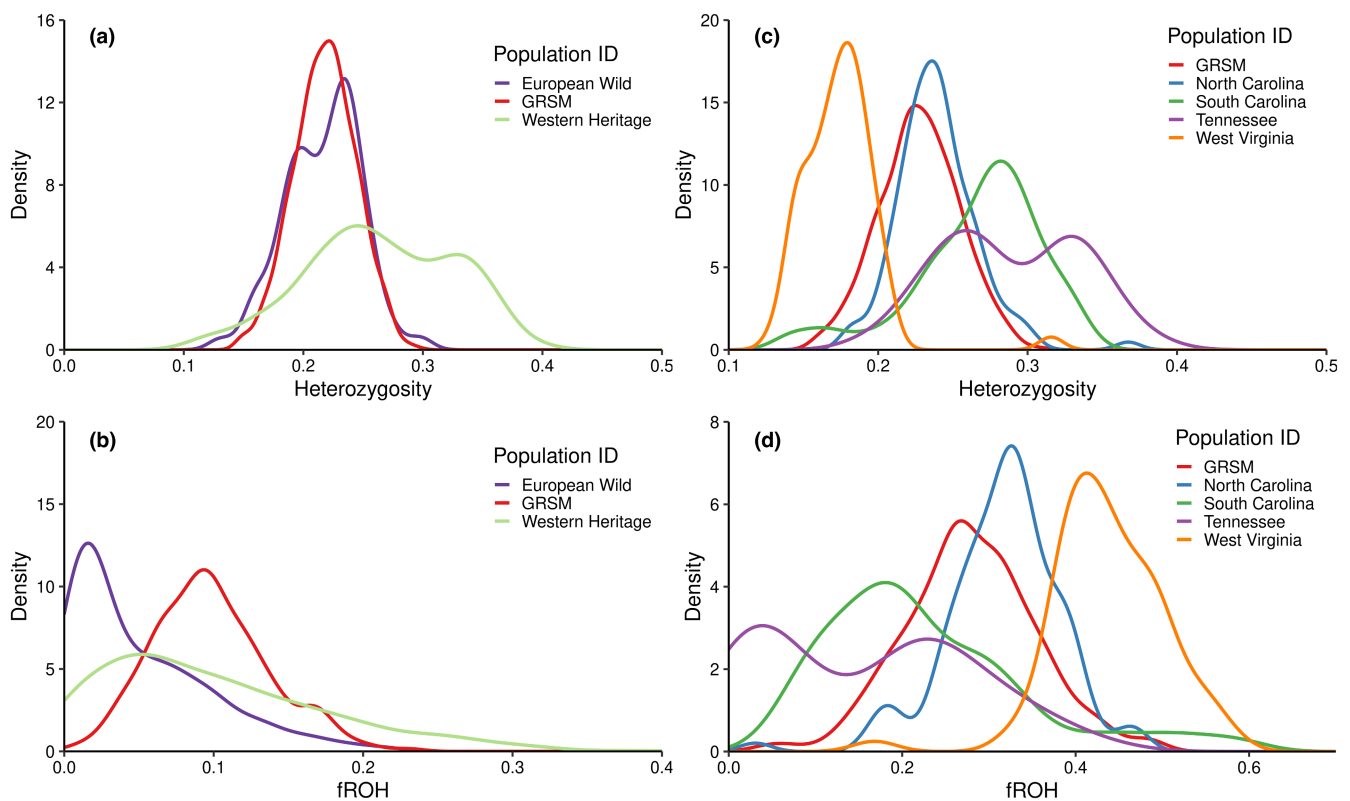 (a)
Population ID
European Wild
GRSM
Western Heritage
16
12
8
4
0
Density
0.0 0.1 0.2 0.3 0.4 0.5
Heterozygosity
(c)
Population ID
GRSM
North Carolina
South Carolina
Tennessee
West Virginia
20
15
10
5
0
Density
0.1 0.2 0.3 0.4 0.5
Heterozygosity
(b)
Population ID
European Wild
GRSM
Western Heritage
20
15
10
5
0
Density
0.0 0.1 0.2 0.3 0.4
fROH
(d)
Population ID
GRSM
North Carolina
South Carolina
Tennessee
West Virginia
8
6
4
2
0
Density
0.0 0.2 0.4 0.6
fROH